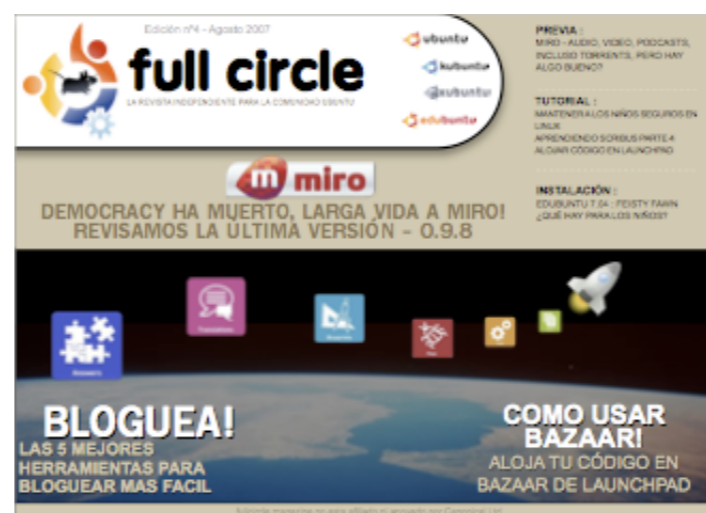 Edición nº4 - Agosto 2007
full circle
LA REVISTA INDEPENDIENTE PARA LA COMUNIDAD UBUNTU
ubuntu
kubuntu
xubuntu
edubuntu
PREVIA :
MIRO - AUDIO, VIDEO, PODCASTS,
INCLUSO TORRENTS, PERO HAY
ALGO BUENO?
TUTORIAL :
MANTENER A LOS NIÑOS SEGUROS EN
LINUX
APRENDIENDO SCRIBUS PARTE 4
ALOJAR CÓDIGO EN LAUNCHPAD
INSTALACIÓN :
EDUBUNTU 7.04 : FEISTY FAWN
¿QUÉ HAY PARA LOS NIÑOS?
m miro
DEMOCRACY HA MUERTO, LARGA VIDA A MIRO!
REVISAMOS LA ÚLTIMA VERSIÓN - 0.9.8
Answers
Translations
BLOGUEA!
LAS 5 MEJORES
HERRAMIENTAS PARA
BLOGUEAR MAS FACIL
COMO USAR
BAZAAR!
ALOJA TU CÓDIGO EN
BAZAAR DE LAUNCHPAD